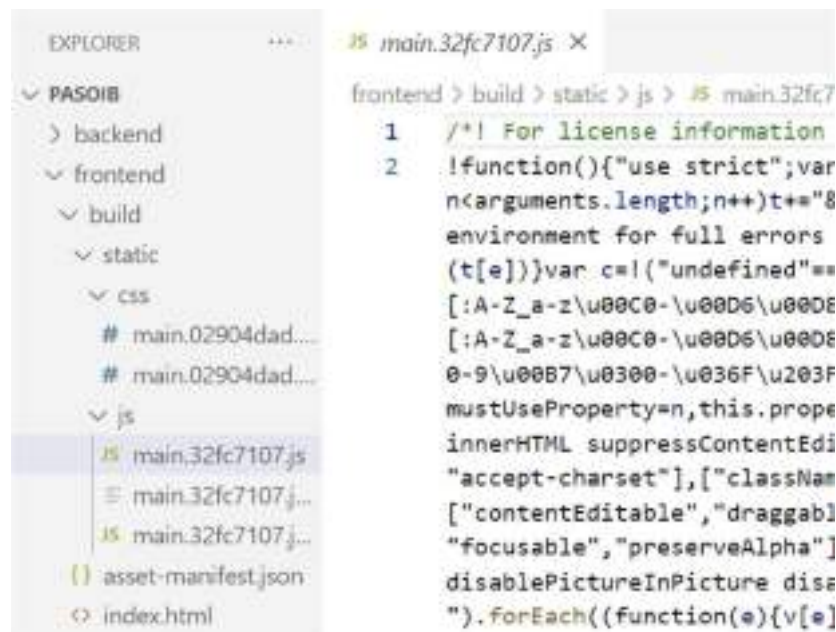 EXPLORER ...
PASOIB
backend
frontend
build
static
css
# main.02904dad....
# main.02904dad....
js
JS main.32fc7107.js
main.32fc7107.j...
JS main.32fc7107.j...
{} asset-manifest.json
<> index.html
JS main.32fc7107.js ×
frontend > build > static > js > JS main.32fc7
1 /*! For license information
2 !function(){"use strict";var
n<arguments.length;n++)t+="&
environment for full errors
(t[e])}var c=!("undefined"==
[:A-Z_a-z\u00C0-\u00D6\u00D8
[:A-Z_a-z\u00C0-\u00D6\u00D8
0-9\u00B7\u0300-\u036F\u203F
mustUseProperty=n,this.prope
innerHTML suppressContentEdi
"accept-charset"],["classNam
["contentEditable","draggabl
"focusable","preserveAlpha"]
disablePictureInPicture disa
").forEach((function(e){v[e]